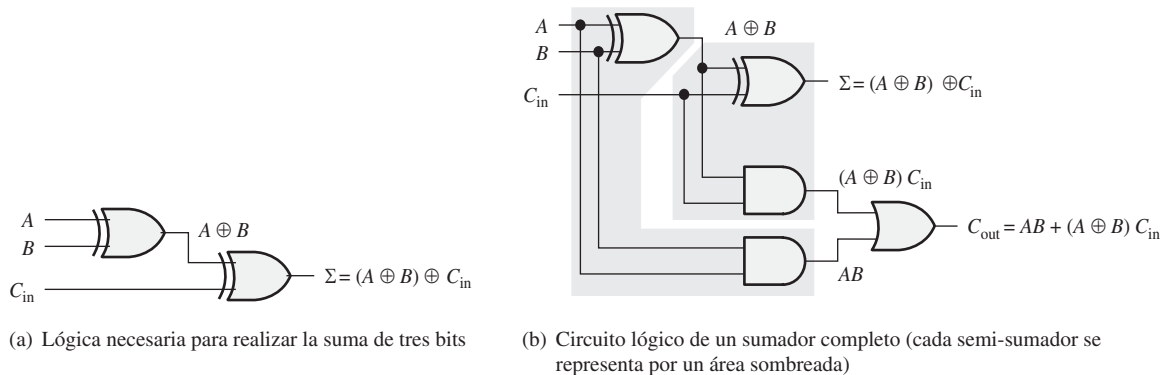 A
B
C_in
A ⊕ B
Σ = (A ⊕ B) ⊕ C_in
(a) Lógica necesaria para realizar la suma de tres bits
A
B
C_in
A ⊕ B
Σ = (A ⊕ B) ⊕C_in
(A ⊕ B) C_in
AB
C_out = AB + (A ⊕ B) C_in
(b) Circuito lógico de un sumador completo (cada semi-sumador se
representa por un área sombreada)